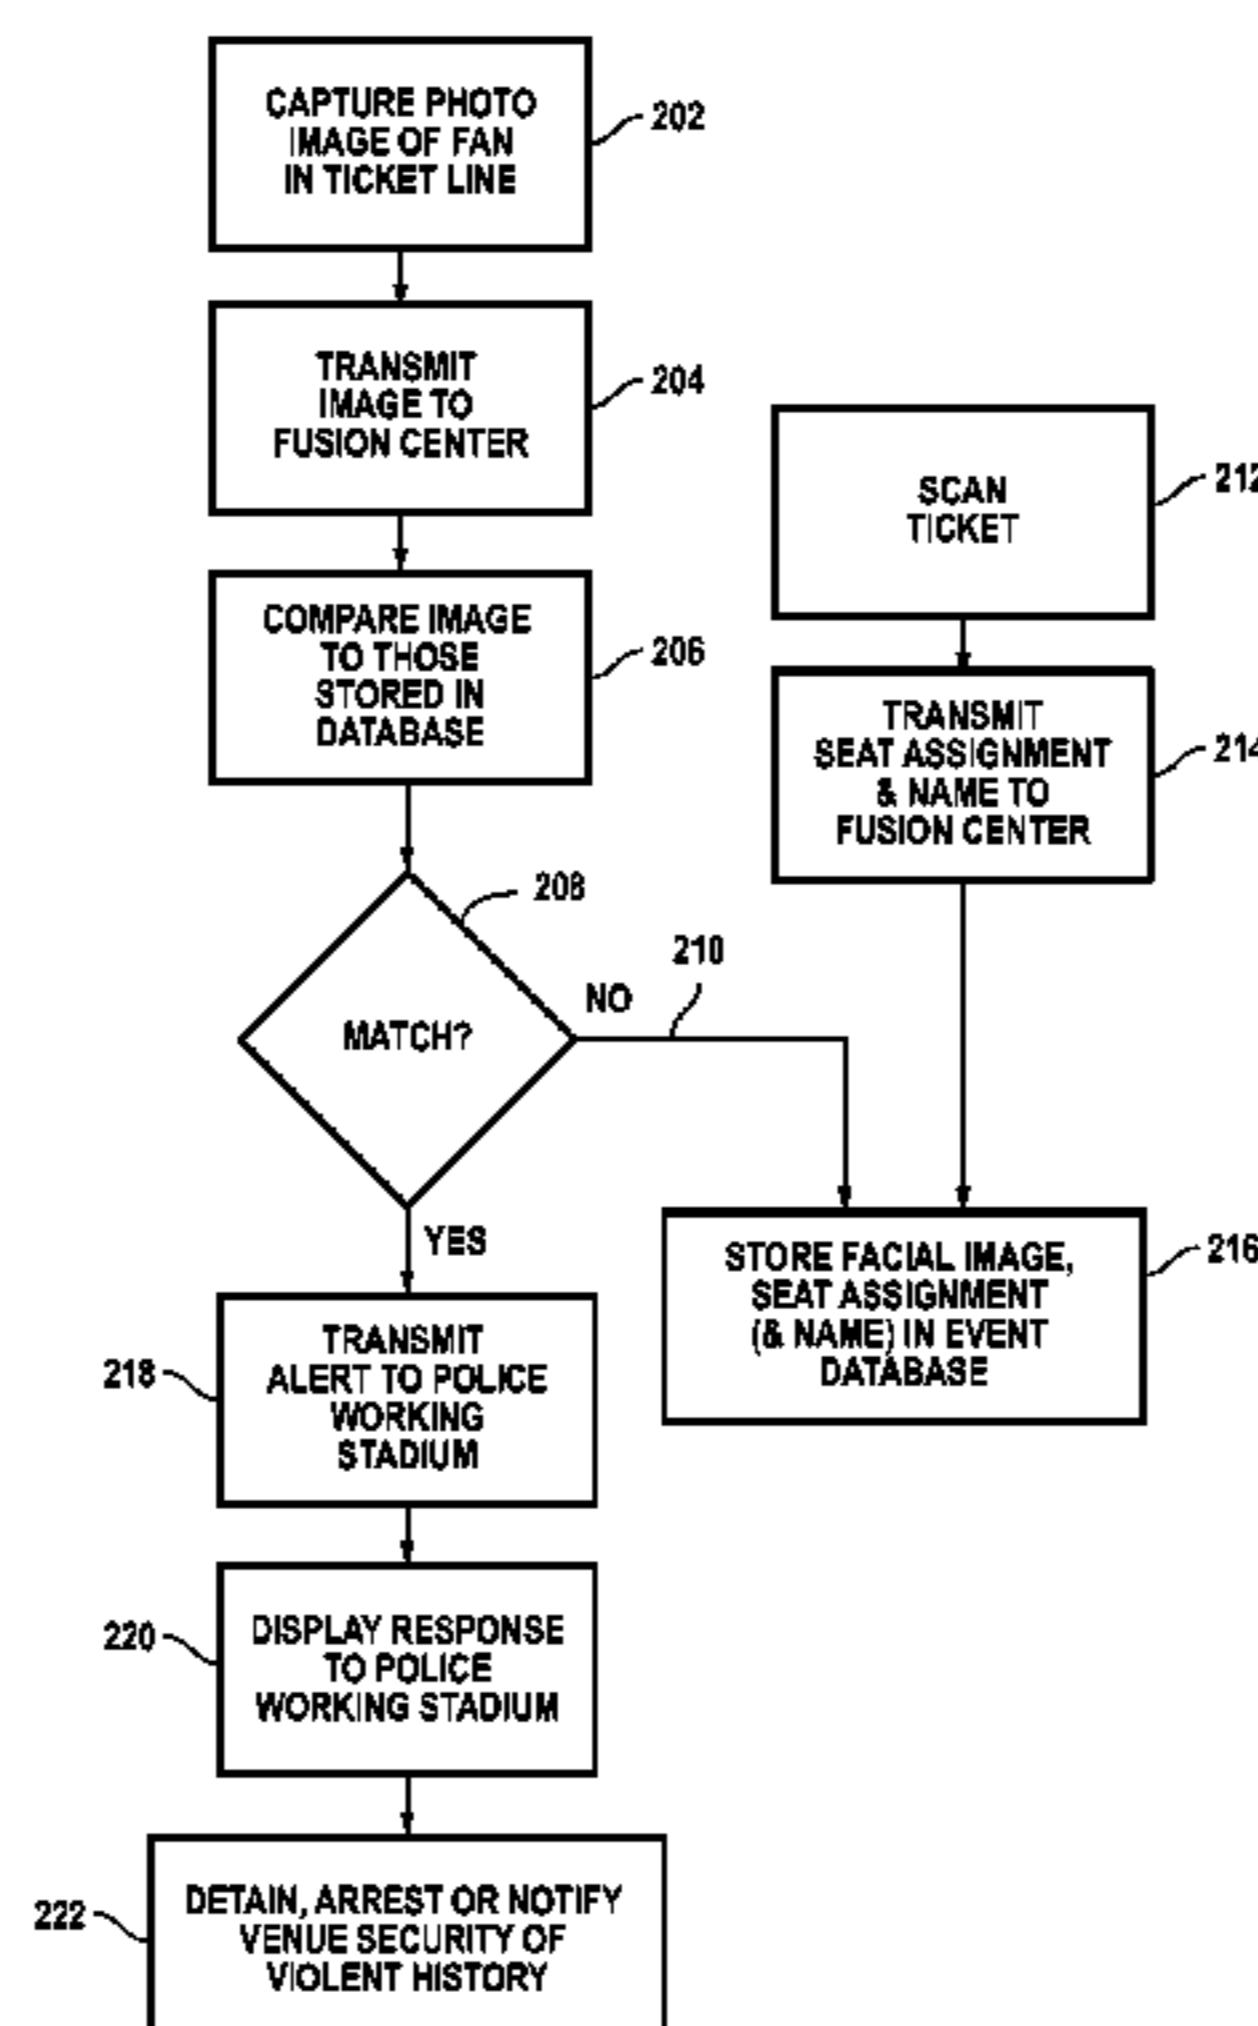 CAPTURE PHOTO
IMAGE OF FAN
IN TICKET LINE
202
TRANSMIT
IMAGE TO
FUSION CENTER
204
COMPARE IMAGE
TO THOSE
STORED IN
DATABASE
206
SCAN
TICKET
212
TRANSMIT
SEAT ASSIGNMENT
& NAME TO
FUSION CENTER
214
208
MATCH?
NO
210
YES
STORE FACIAL IMAGE,
SEAT ASSIGNMENT
(& NAME) IN EVENT
DATABASE
216
218
TRANSMIT
ALERT TO POLICE
WORKING
STADIUM
220
DISPLAY RESPONSE
TO POLICE
WORKING STADIUM
222
DETAIN, ARREST OR NOTIFY
VENUE SECURITY OF
VIOLENT HISTORY